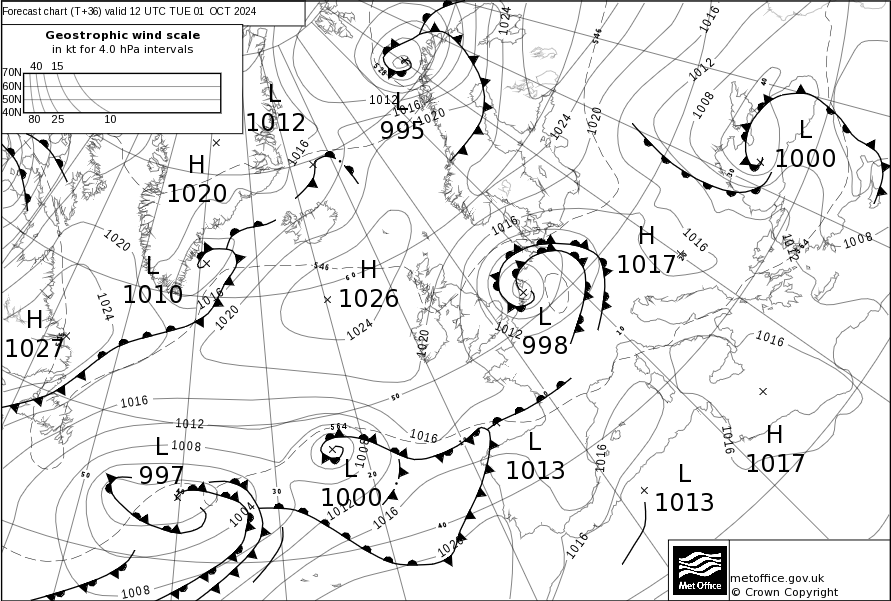 Forecast chart (T+36) valid 12 UTC TUE 01 OCT 2024
Geostrophic wind scale
in kt for 4.0 hPa intervals
40 15
70N
60N
50N
40N
80 25 10
L
1012
L
995
H
1020
L
1000
L
1010
H
1026
H
1017
H
1027
L
998
L
997
L
1000
L
1013
L
1013
H
1017
1024
1016
1012
1008
546
528
1012
1016
1020
1024
1020
1016
1020
1024
1016
1020
546
60
1024
1020
1016
1012
1016
1012
1008
1016
1012
1008
50
564
1008
1016
20
1012
1016
30
40
1020
1004
1008
50
10
1016
1016
1016
1016
40
30
Met Office
metoffice.gov.uk
© Crown Copyright